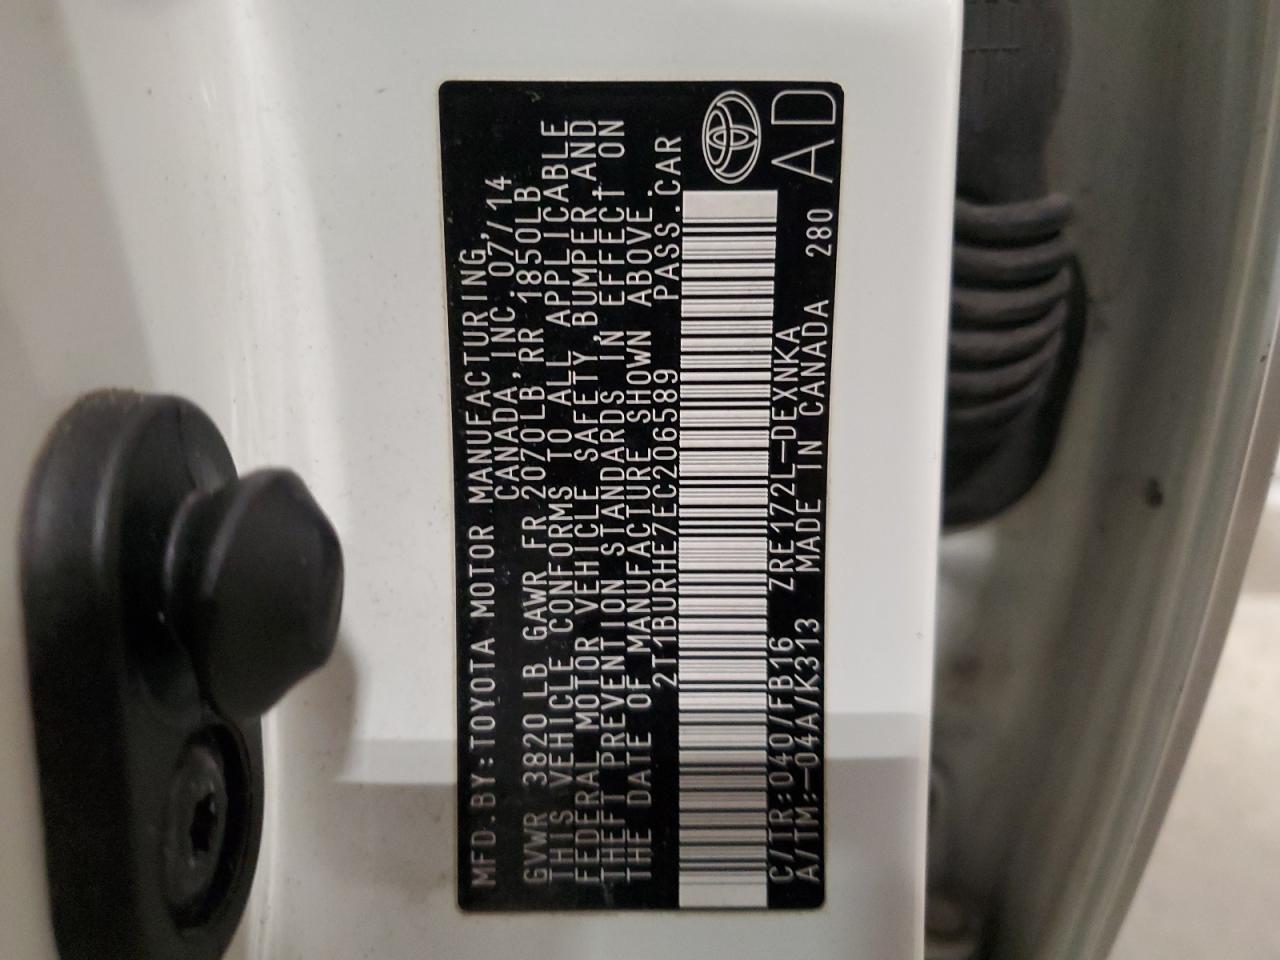 MFD.BY:TOYOTA MOTOR MANUFACTURING,
CANADA, INC.07/14
GVWR 3820LB GAWR FR 2070LB,RR 1850LB
THIS VEHICLE CONFORMS TO ALL APPLICABLE
FEDERAL MOTOR VEHICLE SAFETY,BUMPER,AND
THEFT PREVENTION STANDARDS IN EFFECT ON
THE DATE OF MANUFACTURE SHOWN ABOVE.
2T1BURHE7EC206589 PASS.CAR
C/TR:040/FB16 ZRE172L-DEXNKA
A/TM:-04A/K313 MADE IN CANADA 280
AD